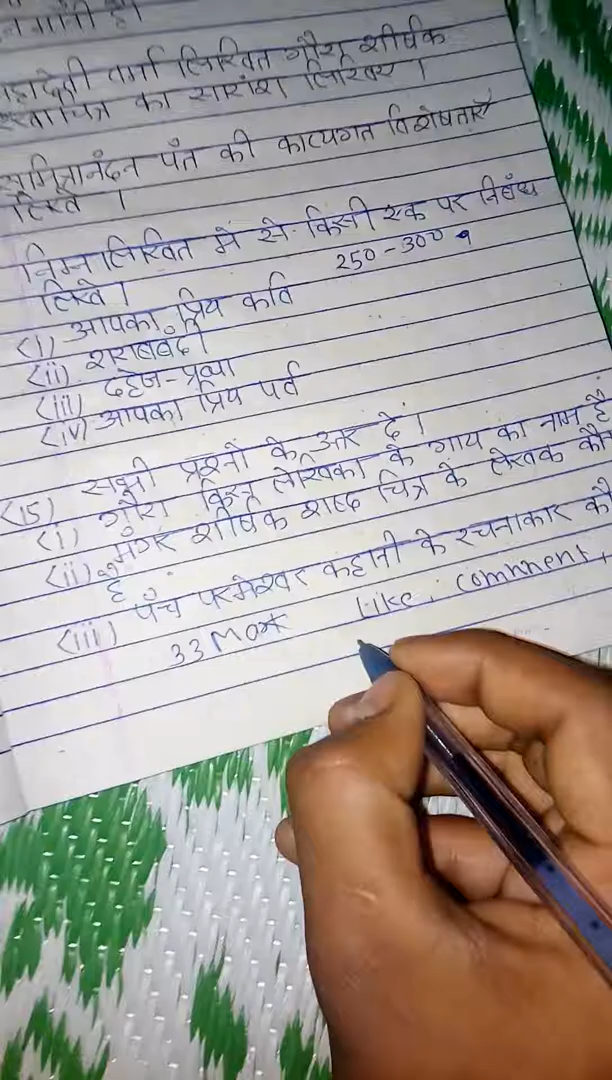 महादेवी वर्मा लिखित गौरा शीर्षक
रेखाचित्र का सारांश लिखिए।
सुमित्रानंदन पंत की काव्यगत विशेषताएँ
लिखे।
निम्नलिखित में से किसी एक पर निबंध
लिखे। 250-300
(i) आपका प्रिय कवि
(ii) शराबबंदी
(iii) दहेज-प्रथा
(iv) आपका प्रिय पर्व
(15) सभी प्रश्नों के उत्तर दें।
(i) गौरा किस लेखिका के गाय का नाम है
(ii) मंगर शीर्षक शब्द चित्र के लेखक कौन
है
(iii) पंच परमेश्वर कहानी के रचनाकार कौ
33 Mark Like, comment,